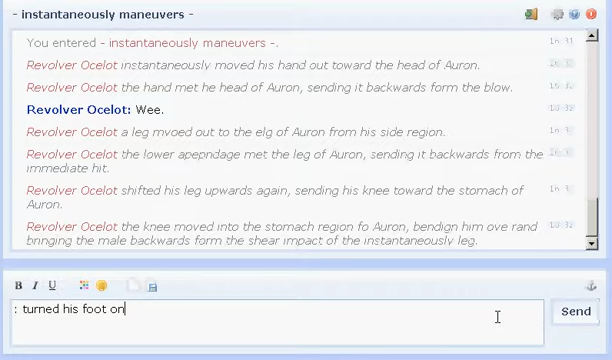 - instantaneously maneuvers -
You entered - instantaneously maneuvers -. 16 31
Revolver Ocelot instantaneously moved his hand out toward the head of Auron. 16 31
Revolver Ocelot the hand met he head of Auron, sending it backwards form the blow.
Revolver Ocelot: Wee. 16 32
Revolver Ocelot a leg mvoed out to the elg of Auron from his side region.
Revolver Ocelot the lower apepndage met the leg of Auron, sending it backwards from the
immediate hit.
Revolver Ocelot shifted his leg upwards again, sending his knee toward the stomach of
Auron.
Revolver Ocelot the knee moved into the stomach region fo Auron, bendign him ove rand
bringing the male backwards form the shear impact of the instantaneously leg.
B I U
: turned his foot on
Send